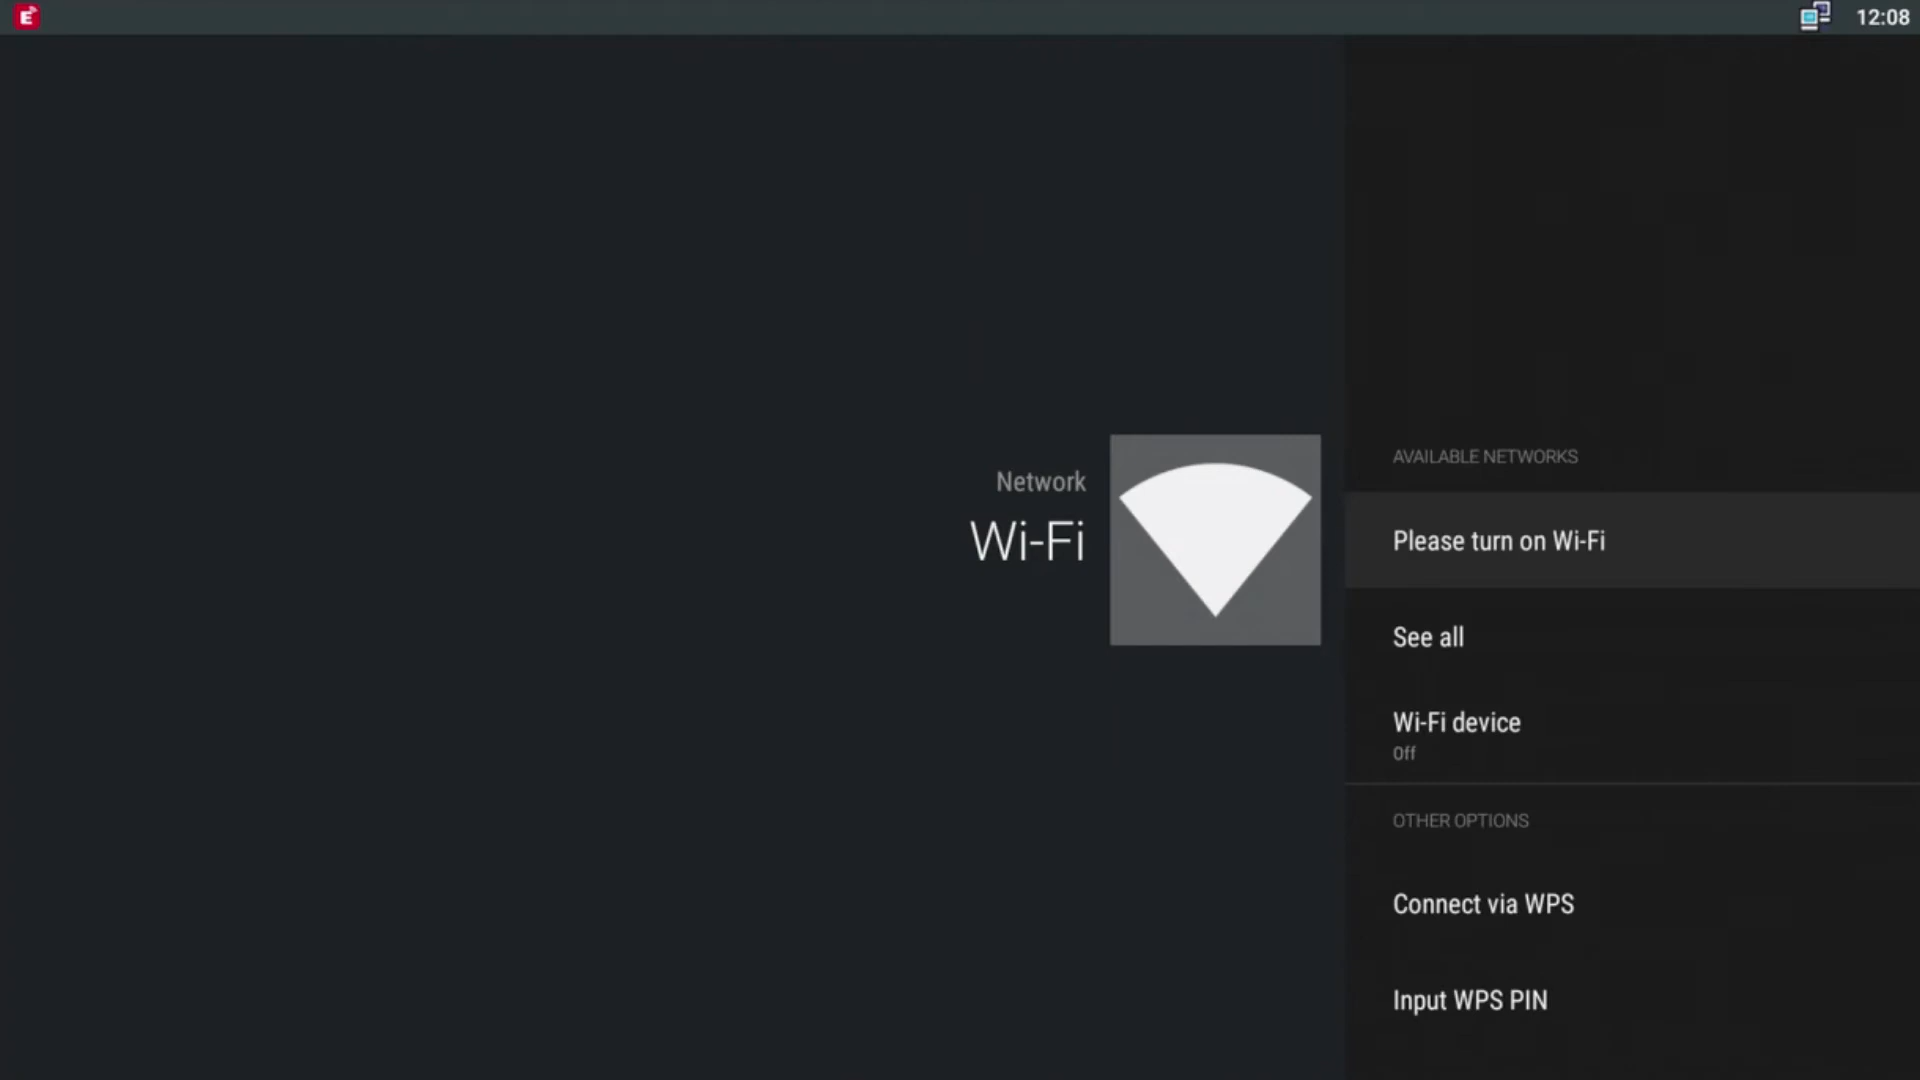 E
12:08
Network
Wi-Fi
AVAILABLE NETWORKS
Please turn on Wi-Fi
See all
Wi-Fi device
Off
OTHER OPTIONS
Connect via WPS
Input WPS PIN